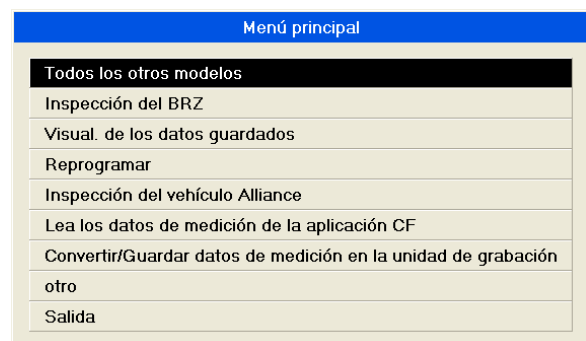 Menú principal
Todos los otros modelos
Inspección del BRZ
Visual. de los datos guardados
Reprogramar
Inspección del vehículo Alliance
Lea los datos de medición de la aplicación CF
Convertir/Guardar datos de medición en la unidad de grabación
otro
Salida